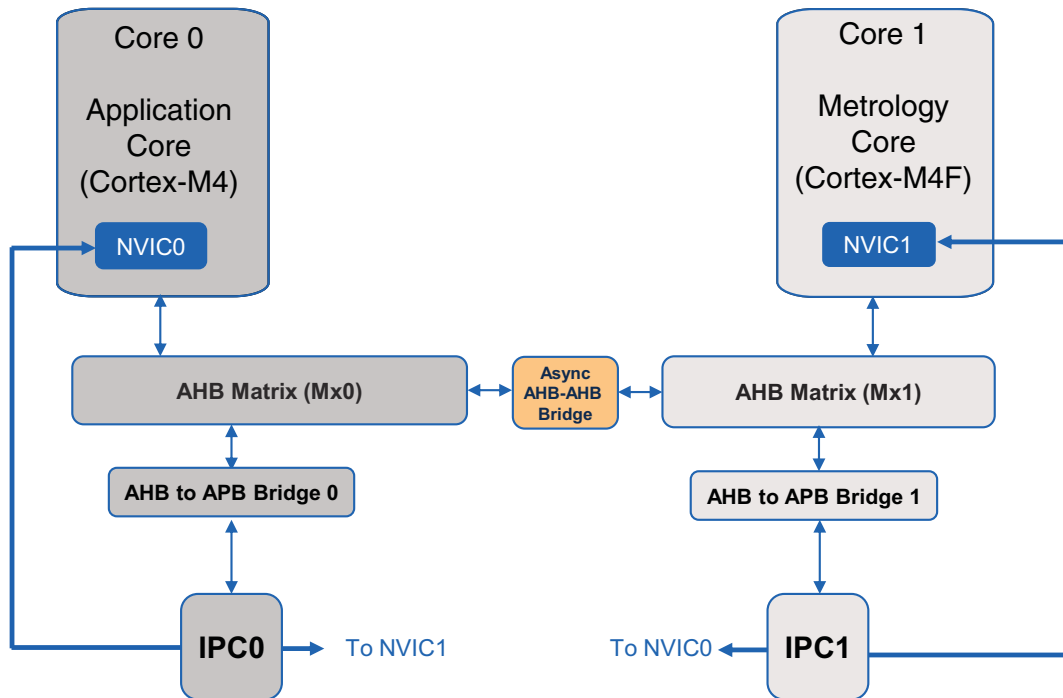 Core 0
Application
Core
(Cortex-M4)
NVIC0
Core 1
Metrology
Core
(Cortex-M4F)
NVIC1
AHB Matrix (Mx0)
Async
AHB-AHB
Bridge
AHB Matrix (Mx1)
AHB to APB Bridge 0
AHB to APB Bridge 1
IPC0
To NVIC1
To NVIC0
IPC1